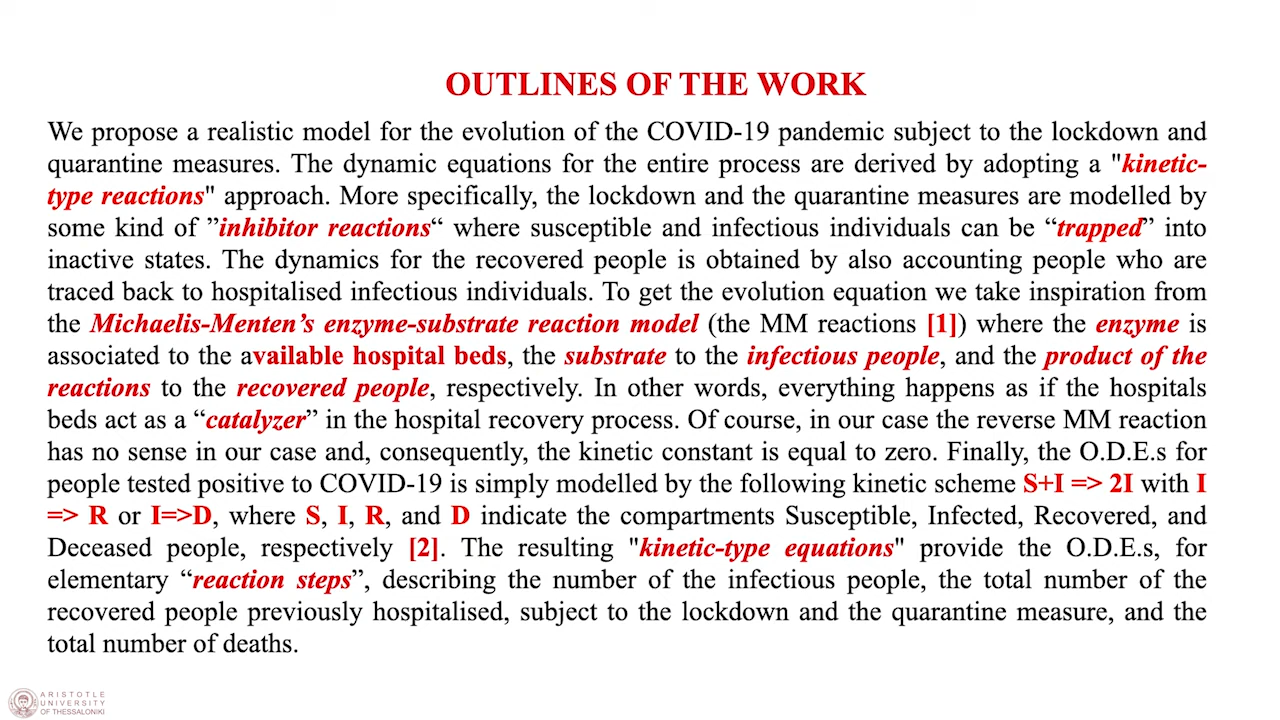 OUTLINES OF THE WORK
We propose a realistic model for the evolution of the COVID-19 pandemic subject to the lockdown and
quarantine measures. The dynamic equations for the entire process are derived by adopting a "kinetic-
type reactions" approach. More specifically, the lockdown and the quarantine measures are modelled by
some kind of ”inhibitor reactions“ where susceptible and infectious individuals can be “trapped” into
inactive states. The dynamics for the recovered people is obtained by also accounting people who are
traced back to hospitalised infectious individuals. To get the evolution equation we take inspiration from
the Michaelis-Menten’s enzyme-substrate reaction model (the MM reactions [1]) where the enzyme is
associated to the available hospital beds, the substrate to the infectious people, and the product of the
reactions to the recovered people, respectively. In other words, everything happens as if the hospitals
beds act as a “catalyzer” in the hospital recovery process. Of course, in our case the reverse MM reaction
has no sense in our case and, consequently, the kinetic constant is equal to zero. Finally, the O.D.E.s for
people tested positive to COVID-19 is simply modelled by the following kinetic scheme S+I => 2I with I
=> R or I=>D, where S, I, R, and D indicate the compartments Susceptible, Infected, Recovered, and
Deceased people, respectively [2]. The resulting "kinetic-type equations" provide the O.D.E.s, for
elementary “reaction steps”, describing the number of the infectious people, the total number of the
recovered people previously hospitalised, subject to the lockdown and the quarantine measure, and the
total number of deaths.
ARISTOTLE
UNIVERSITY
OF THESSALONIKI